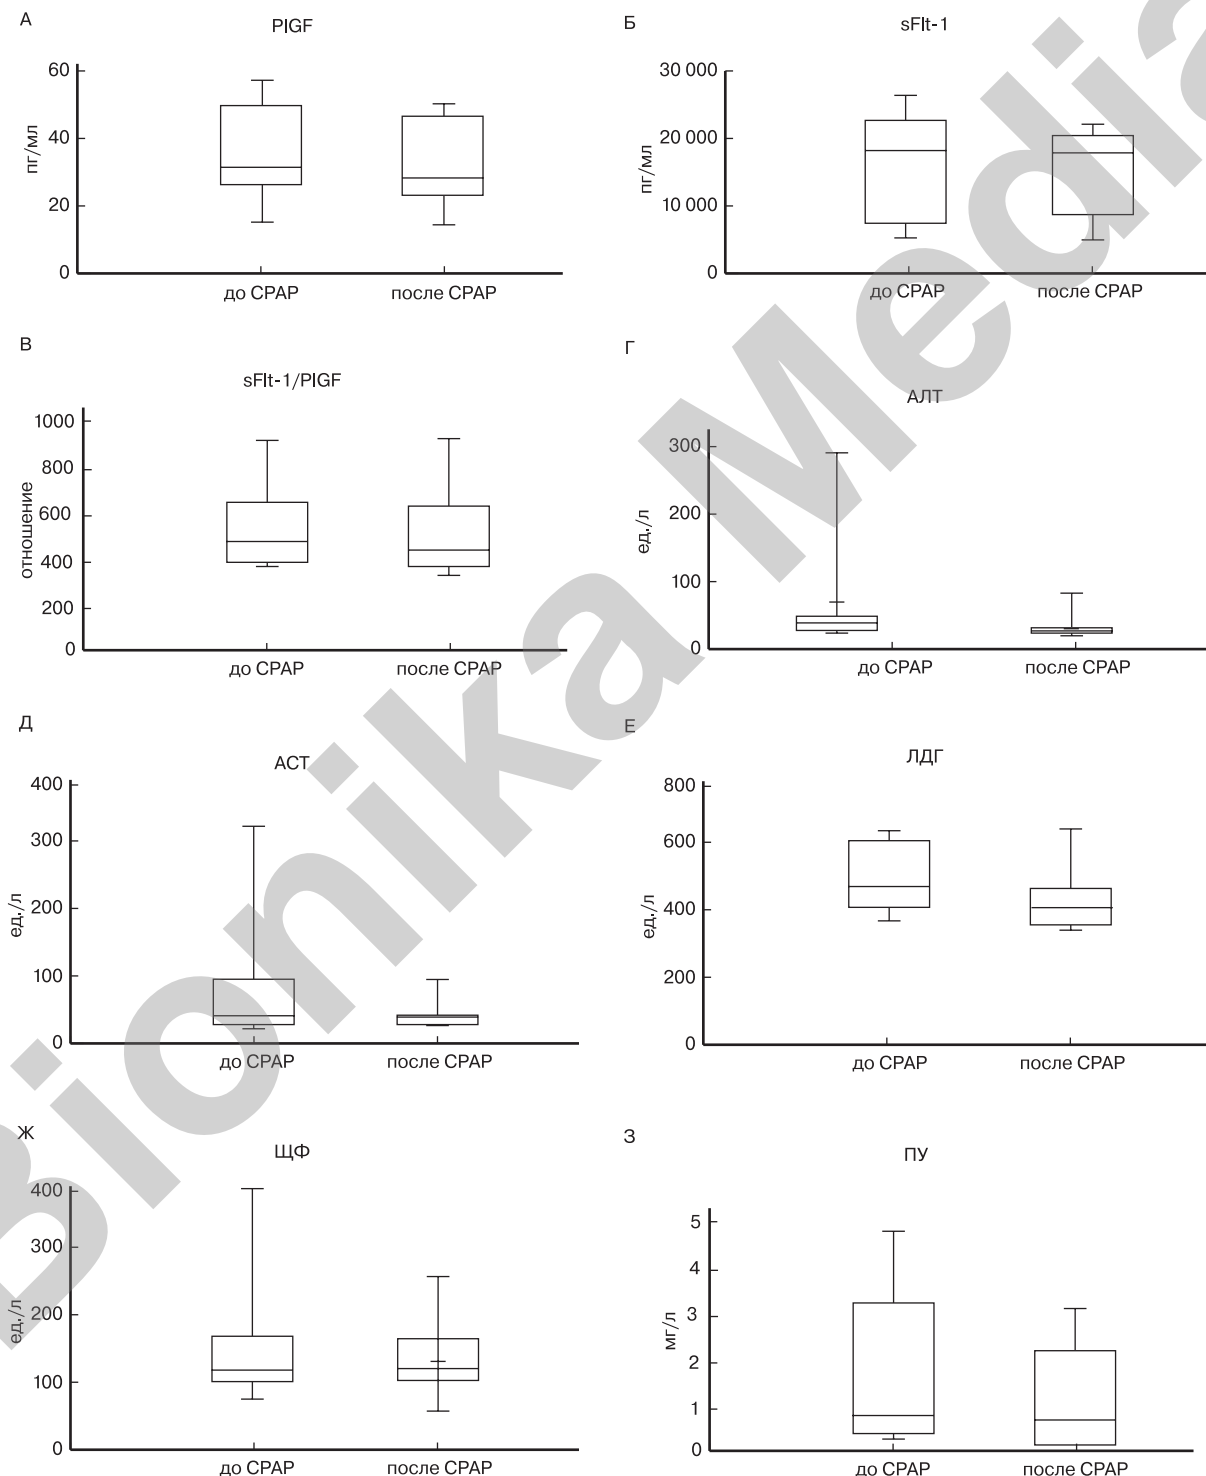 А
PlGF
пг/мл
60
40
20
0
до CPAP
после CPAP
Б
sFlt-1
пг/мл
30 000
20 000
10 000
0
до CPAP
после CPAP
В
sFlt-1/PlGF
отношение
1000
800
600
400
200
0
до CPAP
после CPAP
Г
АЛТ
ед./л
300
200
100
0
до CPAP
после CPAP
Д
АСТ
ед./л
400
300
200
100
0
до CPAP
после CPAP
Е
ЛДГ
ед./л
800
600
400
200
0
до CPAP
после CPAP
Ж
ЩФ
ед./л
400
300
200
100
0
до CPAP
после CPAP
З
ПУ
мг/л
5
4
3
2
1
0
до CPAP
после CPAP
Bionika Media